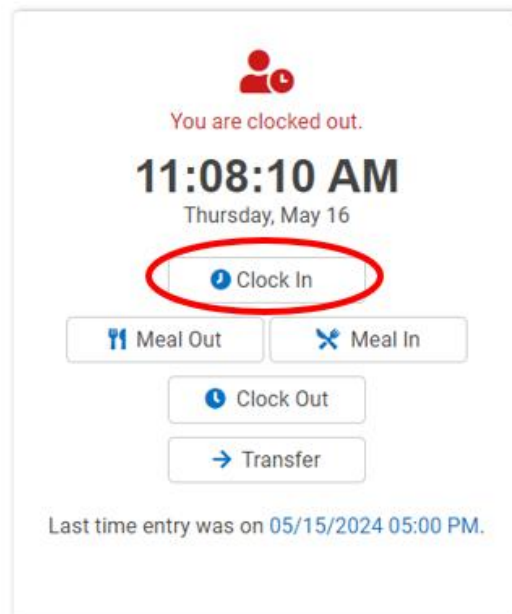 You are clocked out.
11:08:10 AM
Thursday, May 16
Clock In
Meal Out Meal In
Clock Out
Transfer
Last time entry was on 05/15/2024 05:00 PM.